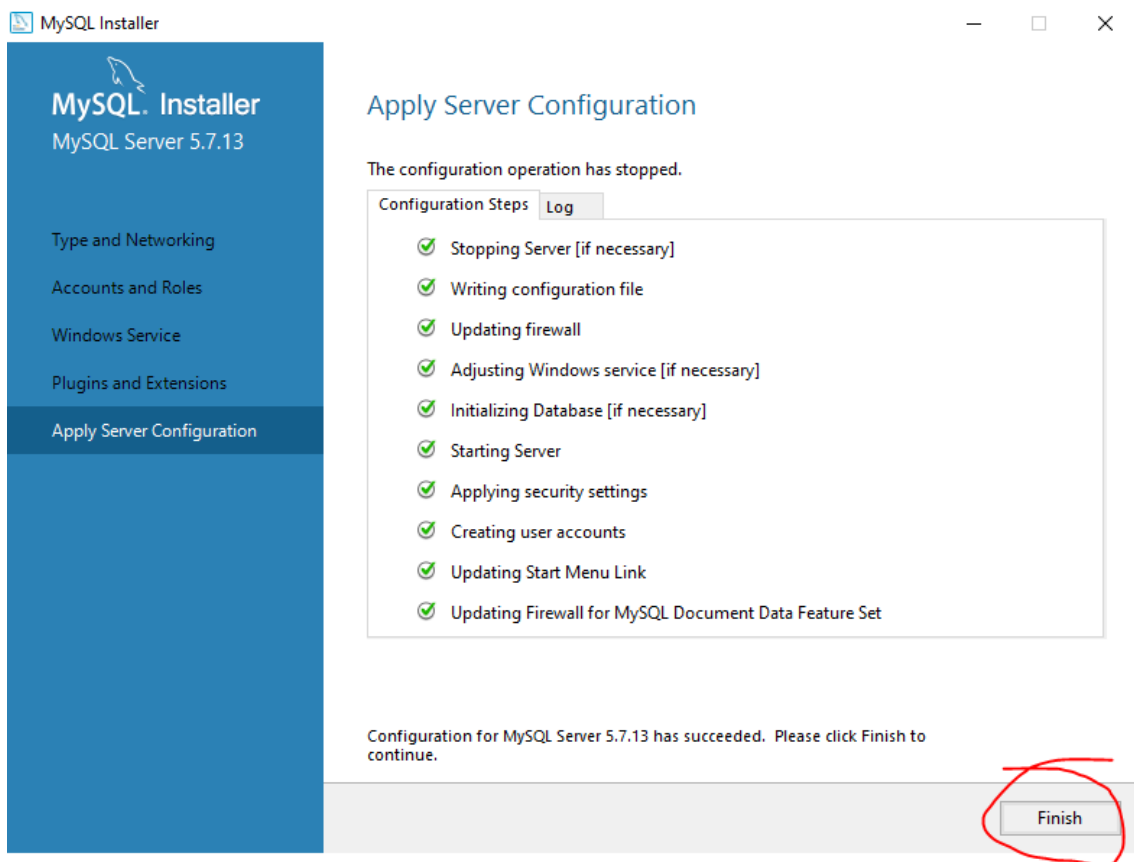 MySQL Installer
MySQL. Installer
MySQL Server 5.7.13
Type and Networking
Accounts and Roles
Windows Service
Plugins and Extensions
Apply Server Configuration
Apply Server Configuration
The configuration operation has stopped.
Configuration Steps
Log
Stopping Server [if necessary]
Writing configuration file
Updating firewall
Adjusting Windows service [if necessary]
Initializing Database [if necessary]
Starting Server
Applying security settings
Creating user accounts
Updating Start Menu Link
Updating Firewall for MySQL Document Data Feature Set
Configuration for MySQL Server 5.7.13 has succeeded. Please click Finish to
continue.
Finish